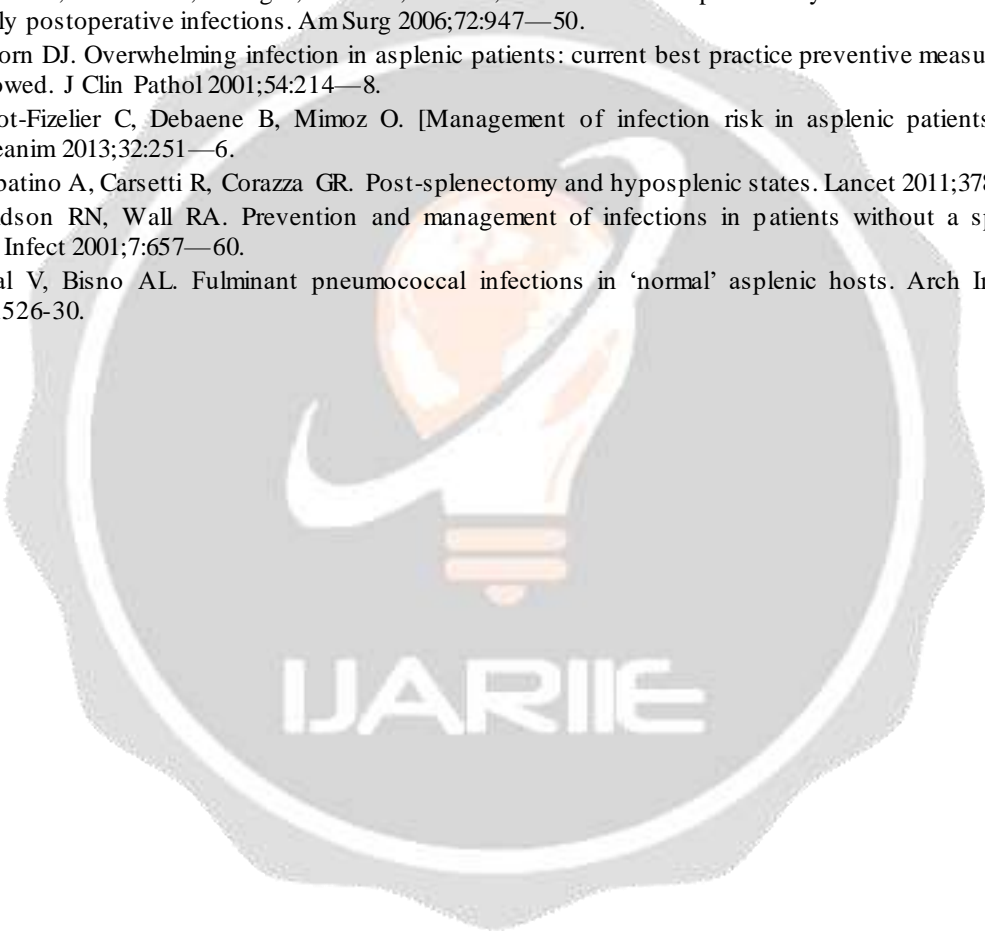 ly postoperative infections. Am Surg 2006;72:947—50.
orn DJ. Overwhelming infection in asplenic patients: current best practice preventive measu
owed. J Clin Pathol 2001;54:214—8.
ot-Fizelier C, Debaene B, Mimoz O. [Management of infection risk in asplenic patients
eanim 2013;32:251—6.
batino A, Carsetti R, Corazza GR. Post-splenectomy and hyposplenic states. Lancet 2011;378
dson RN, Wall RA. Prevention and management of infections in patients without a sp
Infect 2001;7:657—60.
al V, Bisno AL. Fulminant pneumococcal infections in ‘normal’ asplenic hosts. Arch In
526-30.
IJARIIE